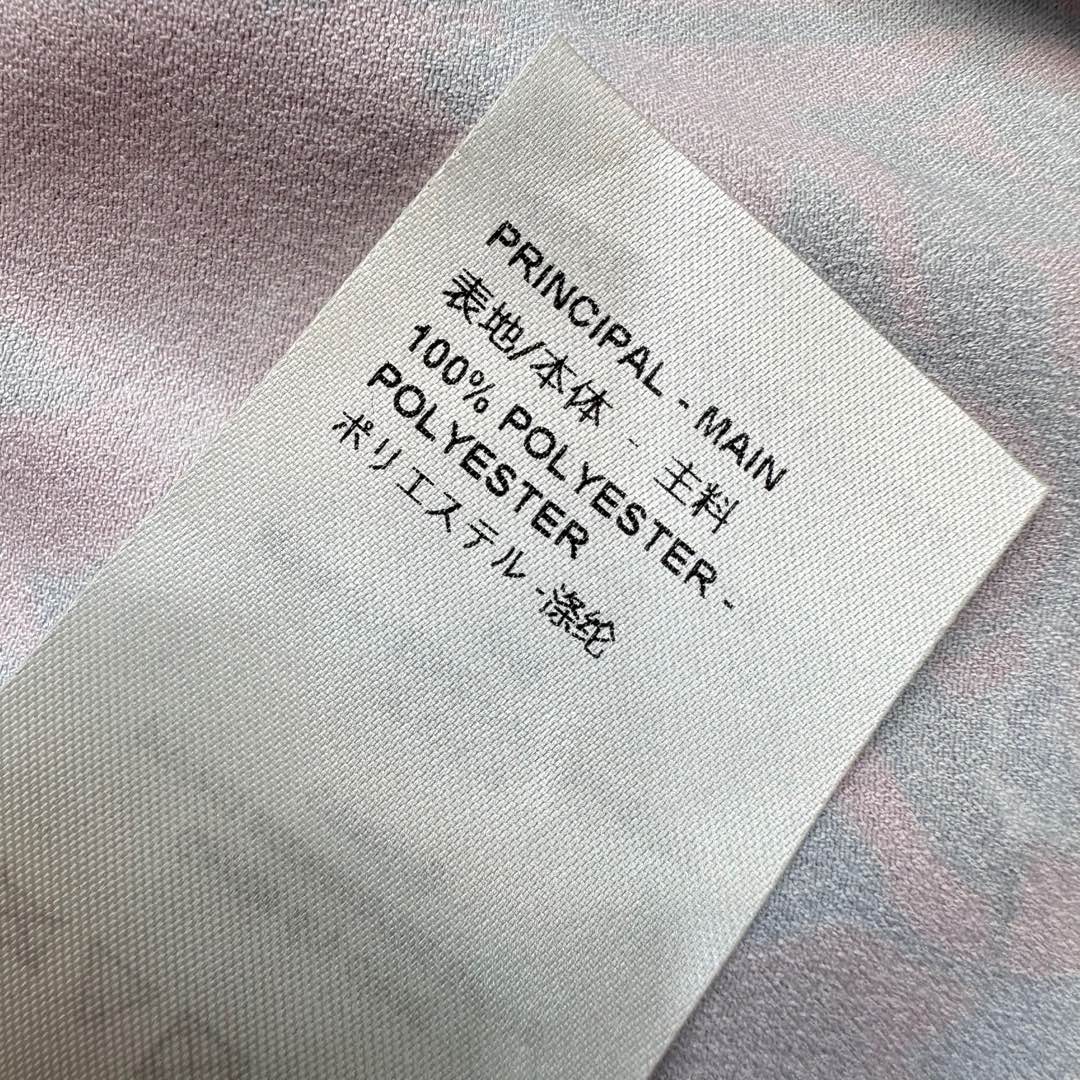 PRINCIPAL - MAIN
表地/本体 - 主料
100% POLYESTER -
POLYESTER
ポリエステル -涤纶